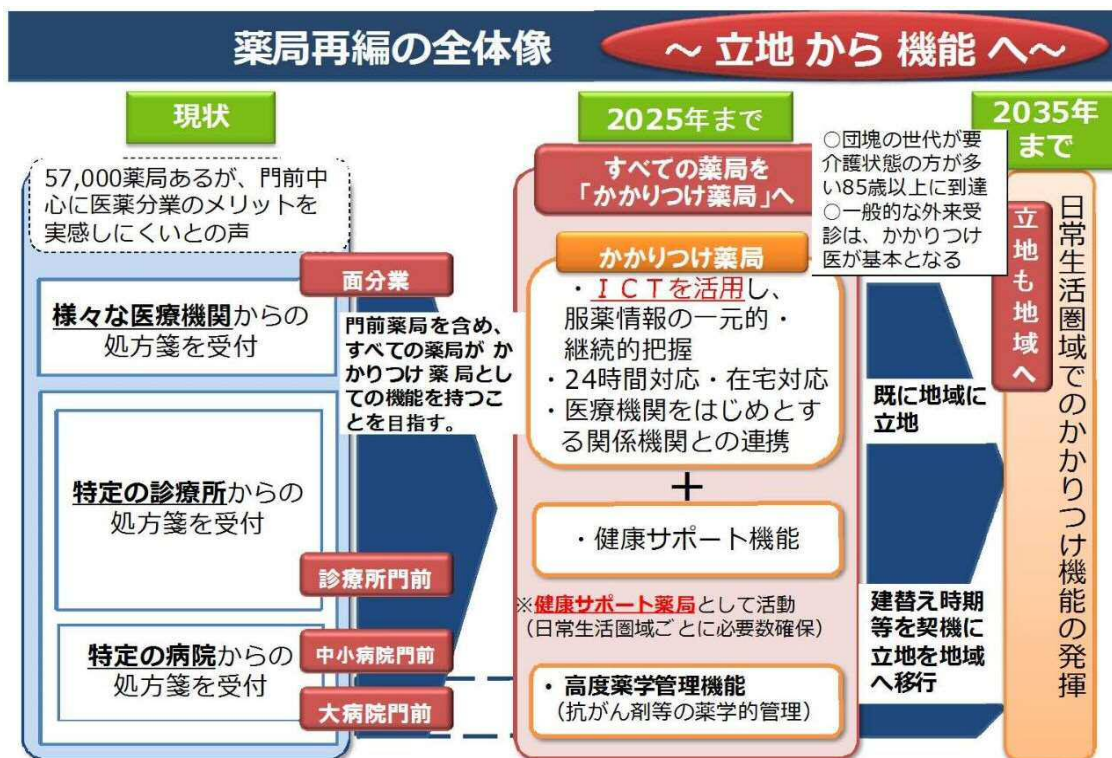 薬局再編の全体像
～ 立地 から 機能 へ～
現状
57,000薬局あるが、門前中
心に医薬分業のメリットを
実感しにくいとの声
面分業
様々な医療機関からの
処方箋を受付
特定の診療所からの
処方箋を受付
診療所門前
特定の病院からの
処方箋を受付
中小病院門前
大病院門前
門前薬局を含め、
すべての薬局が か
かりつけ 薬 局とし
ての機能を持つこ
とを目指す。
2025年まで
すべての薬局を
「かかりつけ薬局」へ
かかりつけ薬局
・ＩＣＴを活用し、
服薬情報の一元的・
継続的把握
・24時間対応・在宅対応
・医療機関をはじめとす
る関係機関との連携
＋
・健康サポート機能
※健康サポート薬局として活動
（日常生活圏域ごとに必要数確保）
・高度薬学管理機能
（抗がん剤等の薬学的管理）
○団塊の世代が要
介護状態の方が多
い85歳以上に到達
○一般的な外来受
診は、かかりつけ
医が基本となる
既に地域に
立地
建替え時期
等を契機に
立地を地域
へ移行
2035年
まで
立地も地域へ
日常生活圏域でのかかりつけ機能の発揮